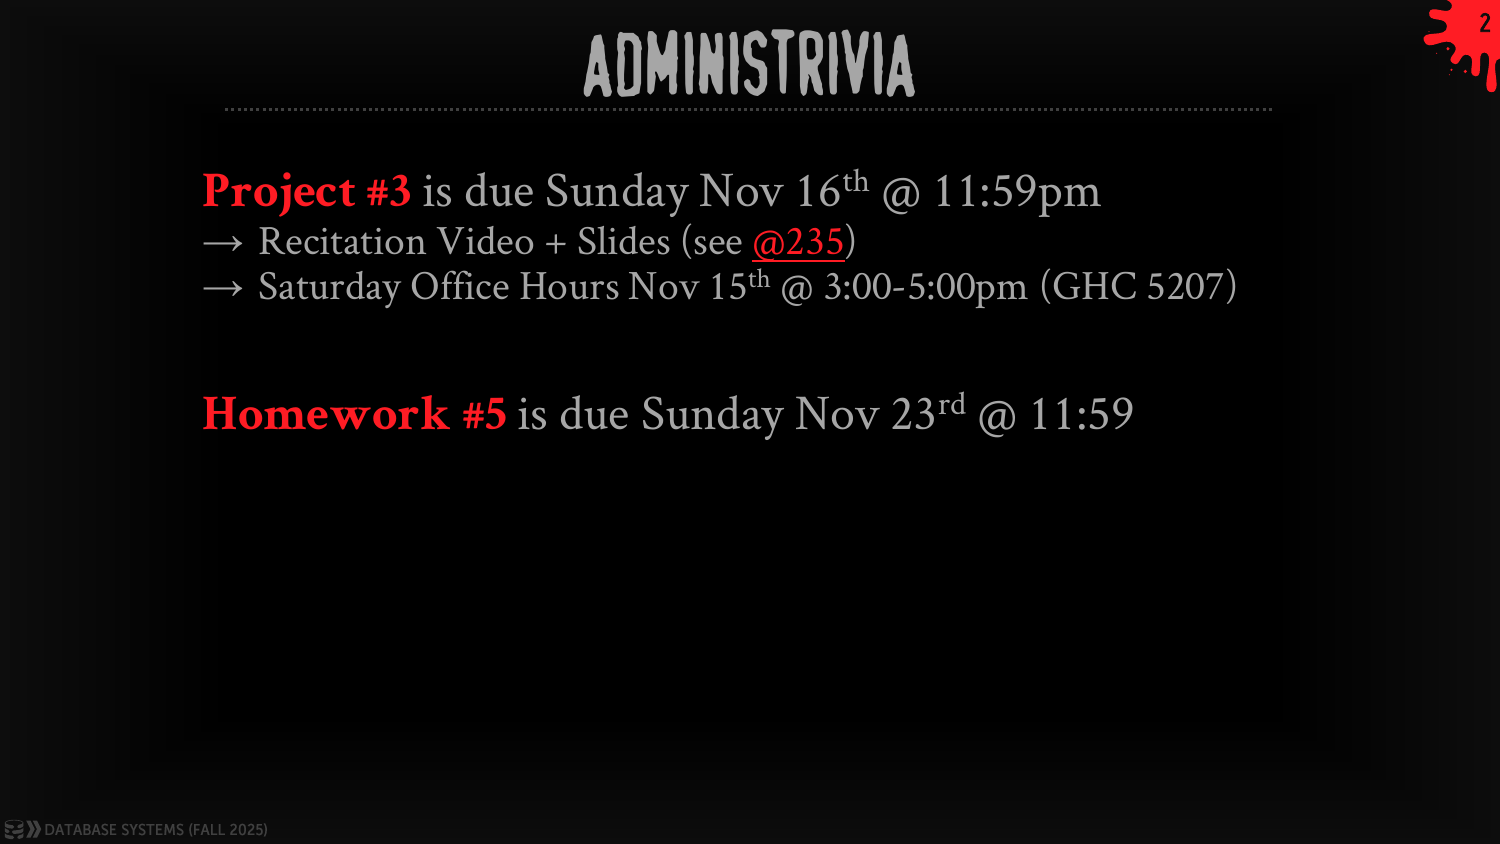 ADMINISTRIVIA
2
Project #3 is due Sunday Nov 16th @ 11:59pm
→ Recitation Video + Slides (see @235)
→ Saturday Office Hours Nov 15th @ 3:00-5:00pm (GHC 5207)
Homework #5 is due Sunday Nov 23rd @ 11:59
DATABASE SYSTEMS (FALL 2025)